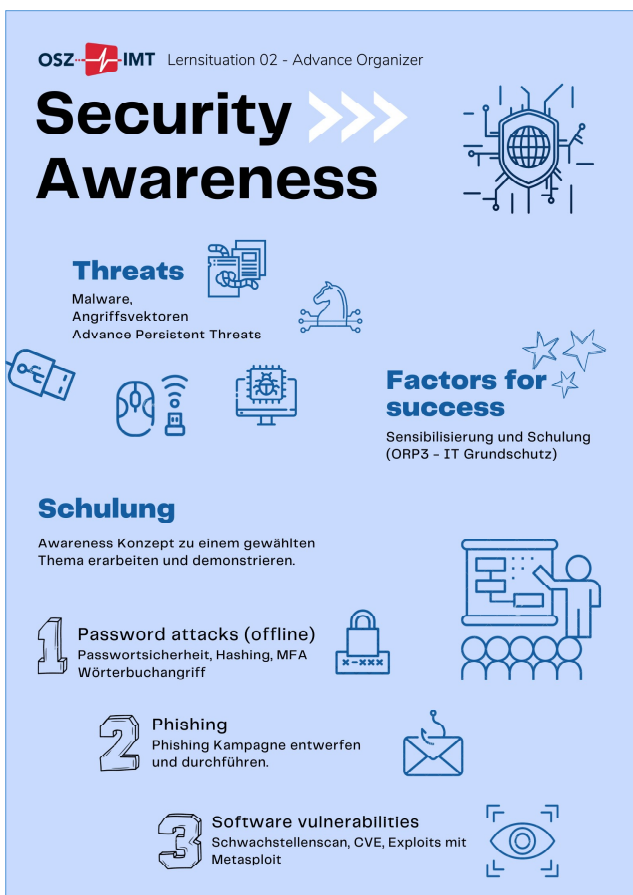 OSZ IMT Lernsituation 02 - Advance Organizer
Security
Awareness
Threats
Malware,
Angriffsvektoren
Advance Persistent Threats
Factors for
success
Sensibilisierung und Schulung
(ORP3 - IT Grundschutz)
Schulung
Awareness Konzept zu einem gewählten
Thema erarbeiten und demonstrieren.
1 Password attacks (offline)
Passwortsicherheit, Hashing, MFA
Wörterbuchangriff
x-xxx
2 Phishing
Phishing Kampagne entwerfen
und durchführen.
3 Software vulnerabilities
Schwachstellenscan, CVE, Exploits mit
Metasploit